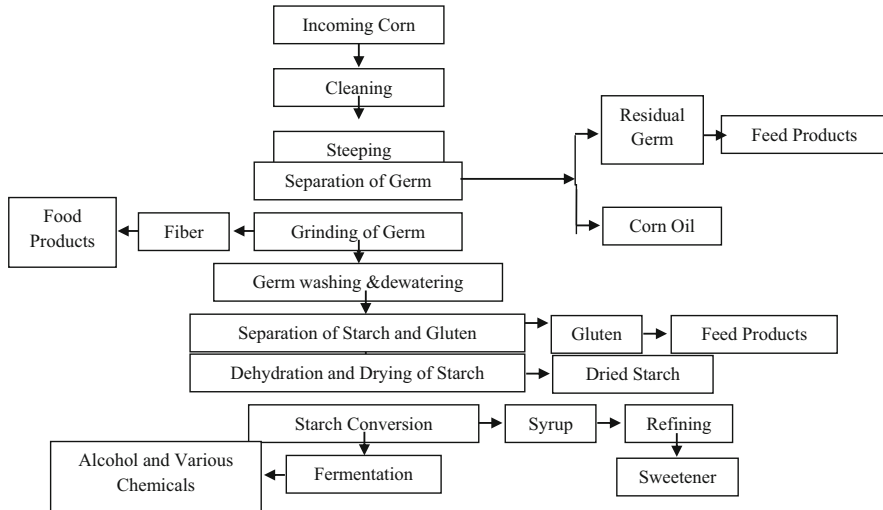 Incoming Corn
Cleaning
Steeping
Separation of Germ
Residual
Germ
Feed Products
Corn Oil
Food
Products
Fiber
Grinding of Germ
Germ washing &dewatering
Separation of Starch and Gluten
Gluten
Feed Products
Dehydration and Drying of Starch
Dried Starch
Starch Conversion
Syrup
Refining
Alcohol and Various
Chemicals
Fermentation
Sweetener